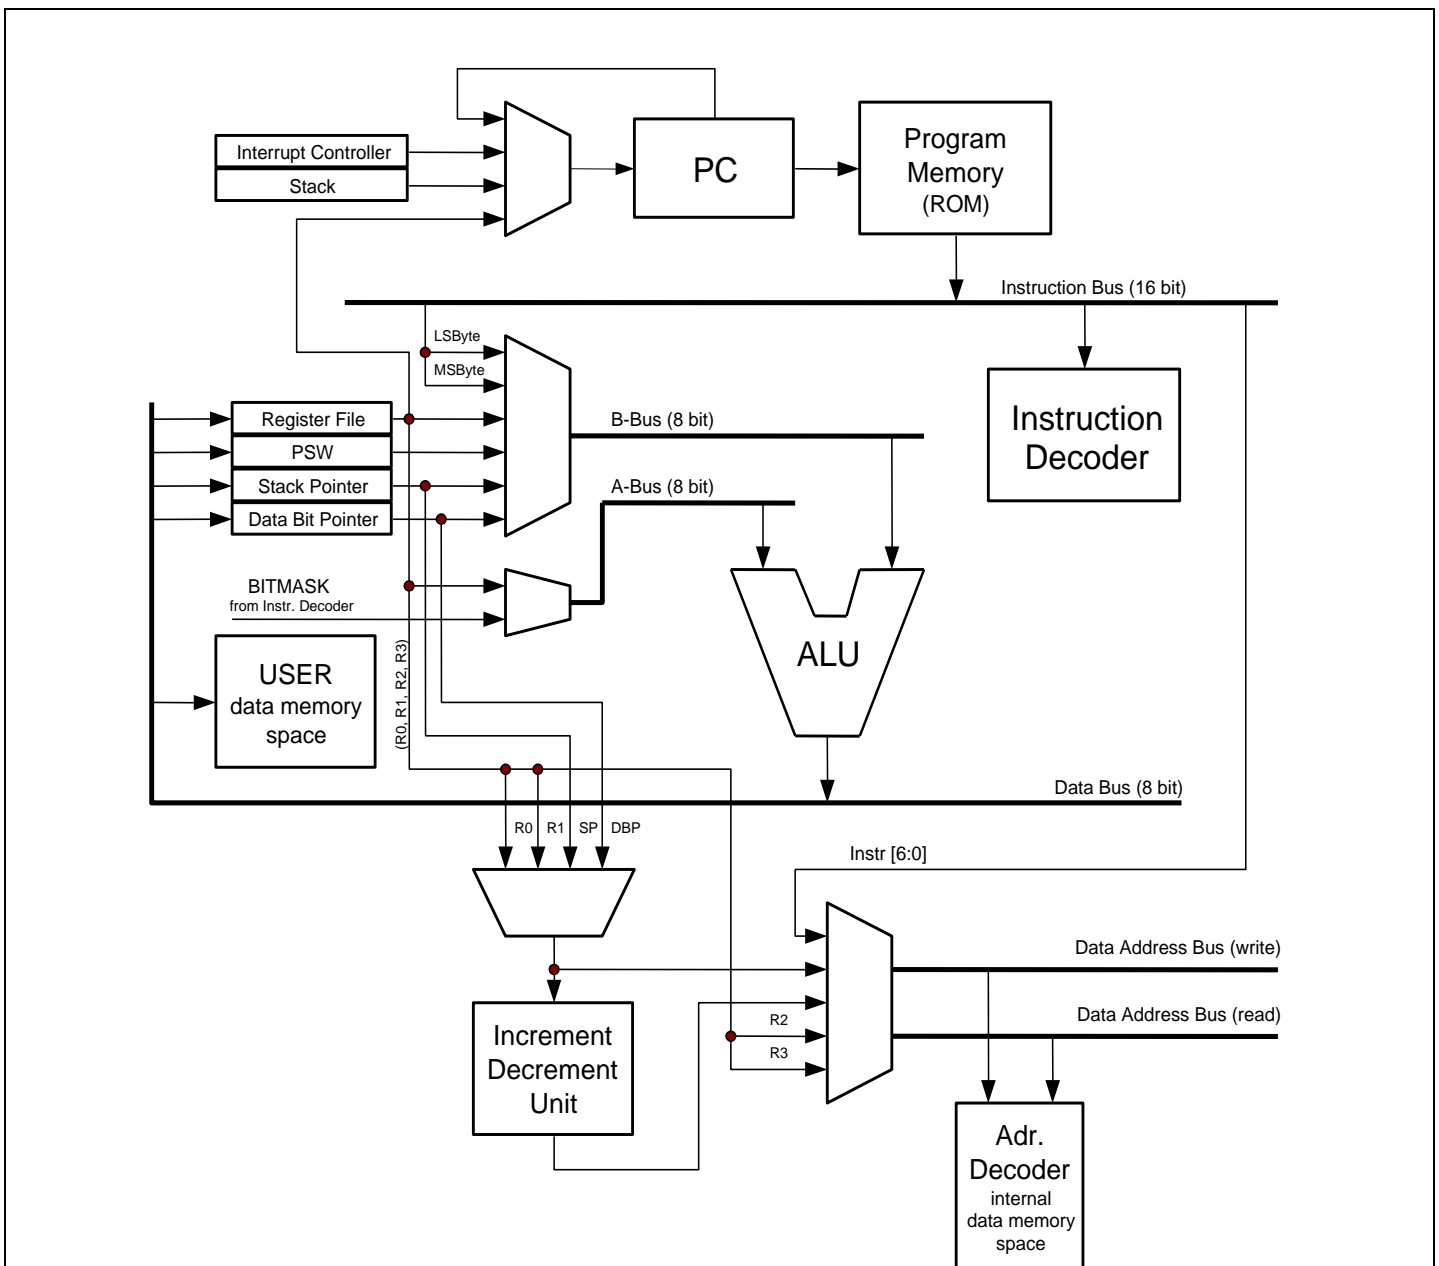 Interrupt Controller
Stack
PC
Program
Memory
(ROM)
Instruction Bus (16 bit)
LSByte
MSByte
Register File
PSW
Stack Pointer
Data Bit Pointer
B-Bus (8 bit)
A-Bus (8 bit)
Instruction
Decoder
BITMASK
from Instr. Decoder
USER
data memory
space
(R0, R1, R2, R3)
ALU
Data Bus (8 bit)
R0
R1
SP
DBP
Instr [6:0]
Data Address Bus (write)
Data Address Bus (read)
R2
R3
Increment
Decrement
Unit
Adr.
Decoder
internal
data memory
space